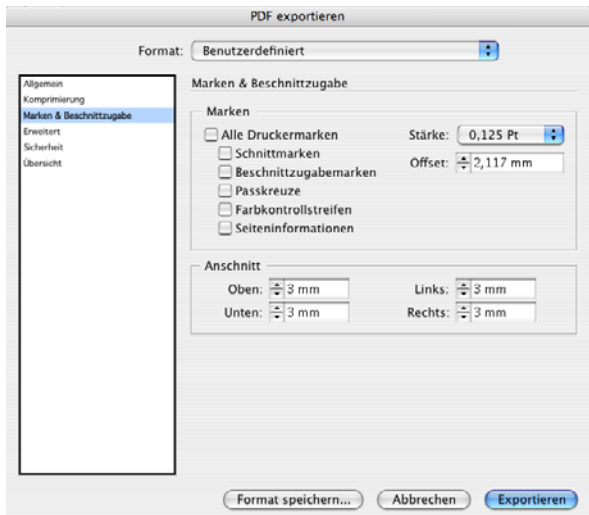 PDF exportieren
Format: Benutzerdefiniert
Allgemein
Komprimierung
Marken & Beschnittzugabe
Erweitert
Sicherheit
Übersicht
Marken & Beschnittzugabe
Marken
Alle Druckermarken
Schnittmarken
Beschnittzugabemarken
Passkreuze
Farbkontrollstreifen
Seiteninformationen
Stärke: 0,125 Pt
Offset: 2,117 mm
Anschnitt
Oben: 3 mm Links: 3 mm
Unten: 3 mm Rechts: 3 mm
Format speichern... Abbrechen Exportieren